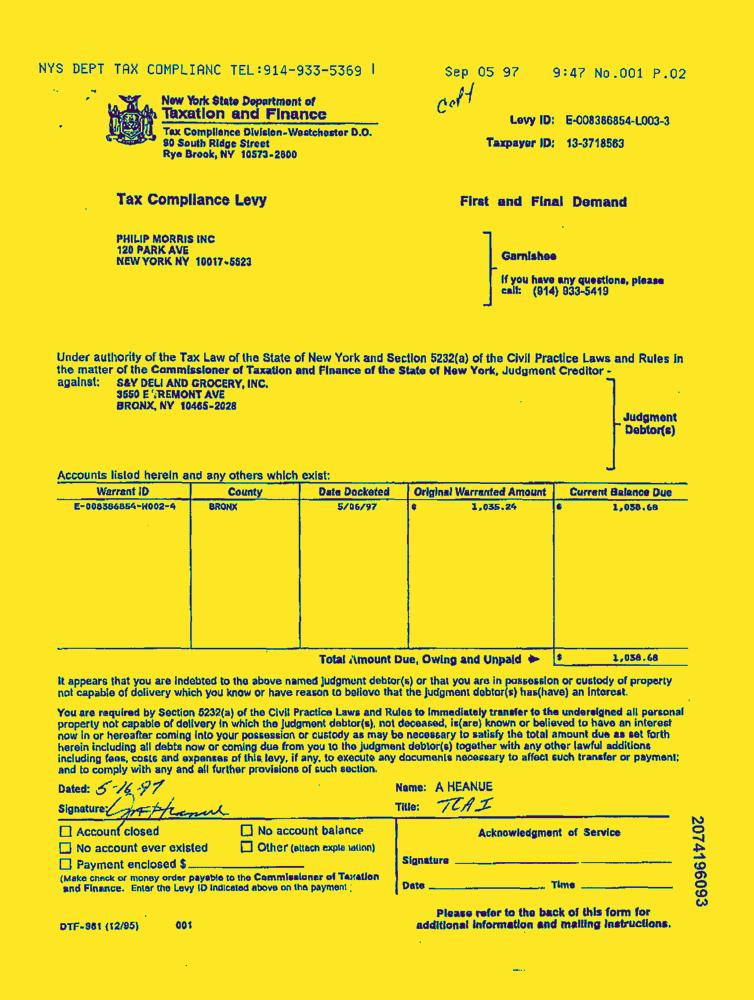 NYS DEPT TAX COMPLIANC TEL:914-933-5369
Sep 05 97 9:47 No.001 P.02
New York State Department of
Taxation and Finance
Tax Compliance Division-Westchester D.O.
90 South Ridge Street
Rye Brook, NY 10573-2800
Levy ID: E-008386854-L003-3
Taxpayer ID: 13-3718563
Tax Compliance Levy
First and Final Demand
PHILIP MORRIS INC
120 PARK AVE
NEW YORK NY 10017-5523
Garnishee
If you have any questions, please
call: (914) 933-5419
Under authority of the Tax Law of the State of New York and Section 5232(a) of the Civil Practice Laws and Rules in
the matter of the Commissioner of Taxation and Finance of the State of New York, Judgment Creditor -
against: S&Y DELI AND GROCERY, INC.
3550 E TREMONT AVE
BRONX, NY 10465-2028
Judgment
Debtor(s)
Accounts listed herein and any others which exist:
Warrant ID County Date Docketed Original Warranted Amount Current Balance Due
E-008386854-W002-4 BRONX 5/06/97 $ 1,035.24 $ 1,038.68
Total Amount Due, Owing and Unpaid $ 1,038.68
It appears that you are indebted to the above named judgment debtor(s) or that you are in possession or custody of property
not capable of delivery which you know or have reason to believe that the judgment debtor(s) has(have) an interest.
You are required by Section 5232(a) of the Civil Practice Laws and Rules to immediately transfer to the undersigned all personal
property not capable of delivery in which the judgment debtor(s), not deceased, is(are) known or believed to have an interest
now in or hereafter coming into your possession or custody as may be necessary to satisfy the total amount due as set forth
herein including all debts now or coming due from you to the judgment debtor(s) together with any other lawful additions
including fees, costs and expenses of this levy, if any, to execute any documents necessary to affect such transfer or payment;
and to comply with any and all further provisions of such section.
Dated: 5-16-97
Name: A HEANUE
Signature:
Title: TCA I
Account closed
No account balance
No account ever existed
Other (attach explanation)
Payment enclosed $
(Make check or money order payable to the Commissioner of Taxation
and Finance. Enter the Levy ID indicated above on the payment
Acknowledgment of Service
Signature
Date Time
2074196093
Please refer to the back of this form for
additional information and mailing instructions.
DTF-981 (12/95) 001